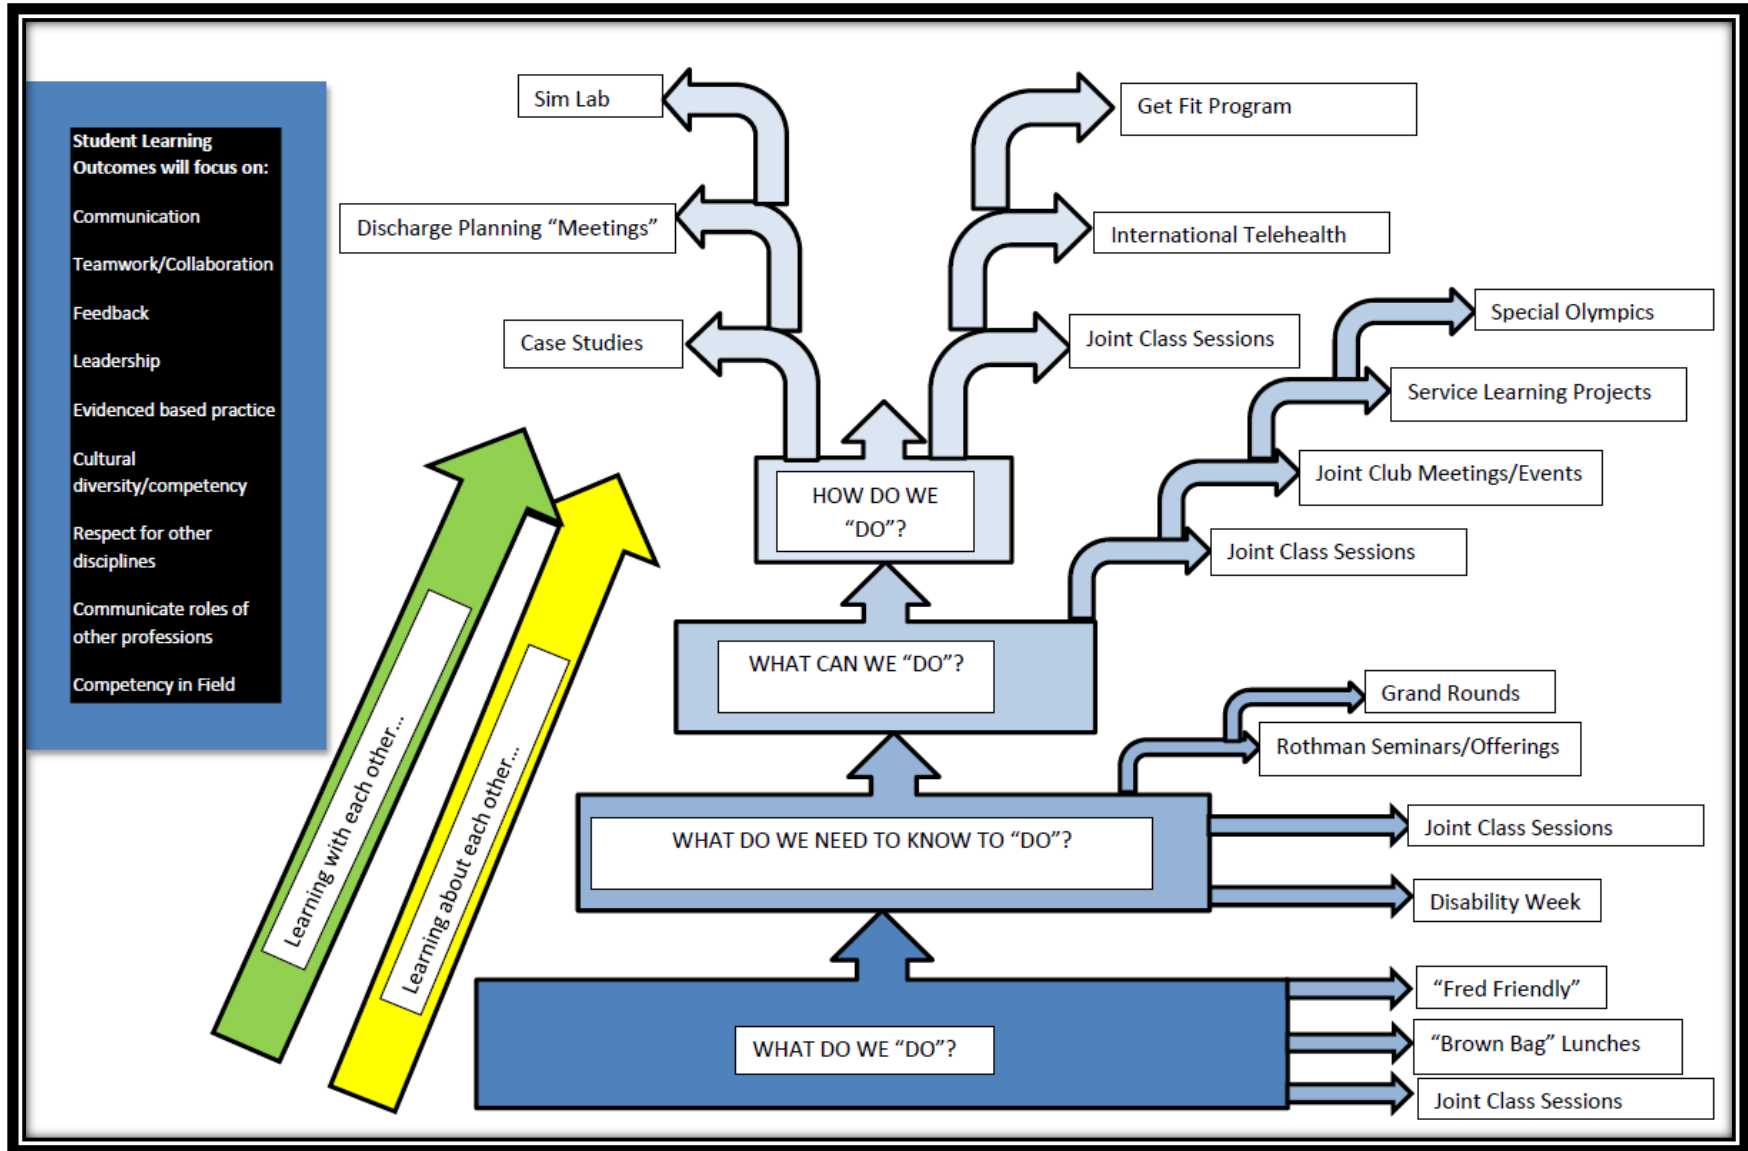 Student Learning
Outcomes will focus on:
Communication
Teamwork/Collaboration
Feedback
Leadership
Evidenced based practice
Cultural
diversity/competency
Respect for other
disciplines
Communicate roles of
other professions
Competency in Field
Learning with each other...
Learning about each other...
Sim Lab
Get Fit Program
Discharge Planning “Meetings”
International Telehealth
Case Studies
Joint Class Sessions
Special Olympics
Service Learning Projects
Joint Club Meetings/Events
Joint Class Sessions
HOW DO WE
“DO”?
WHAT CAN WE “DO”?
Grand Rounds
Rothman Seminars/Offerings
WHAT DO WE NEED TO KNOW TO “DO”?
Joint Class Sessions
Disability Week
WHAT DO WE “DO”?
“Fred Friendly”
“Brown Bag” Lunches
Joint Class Sessions